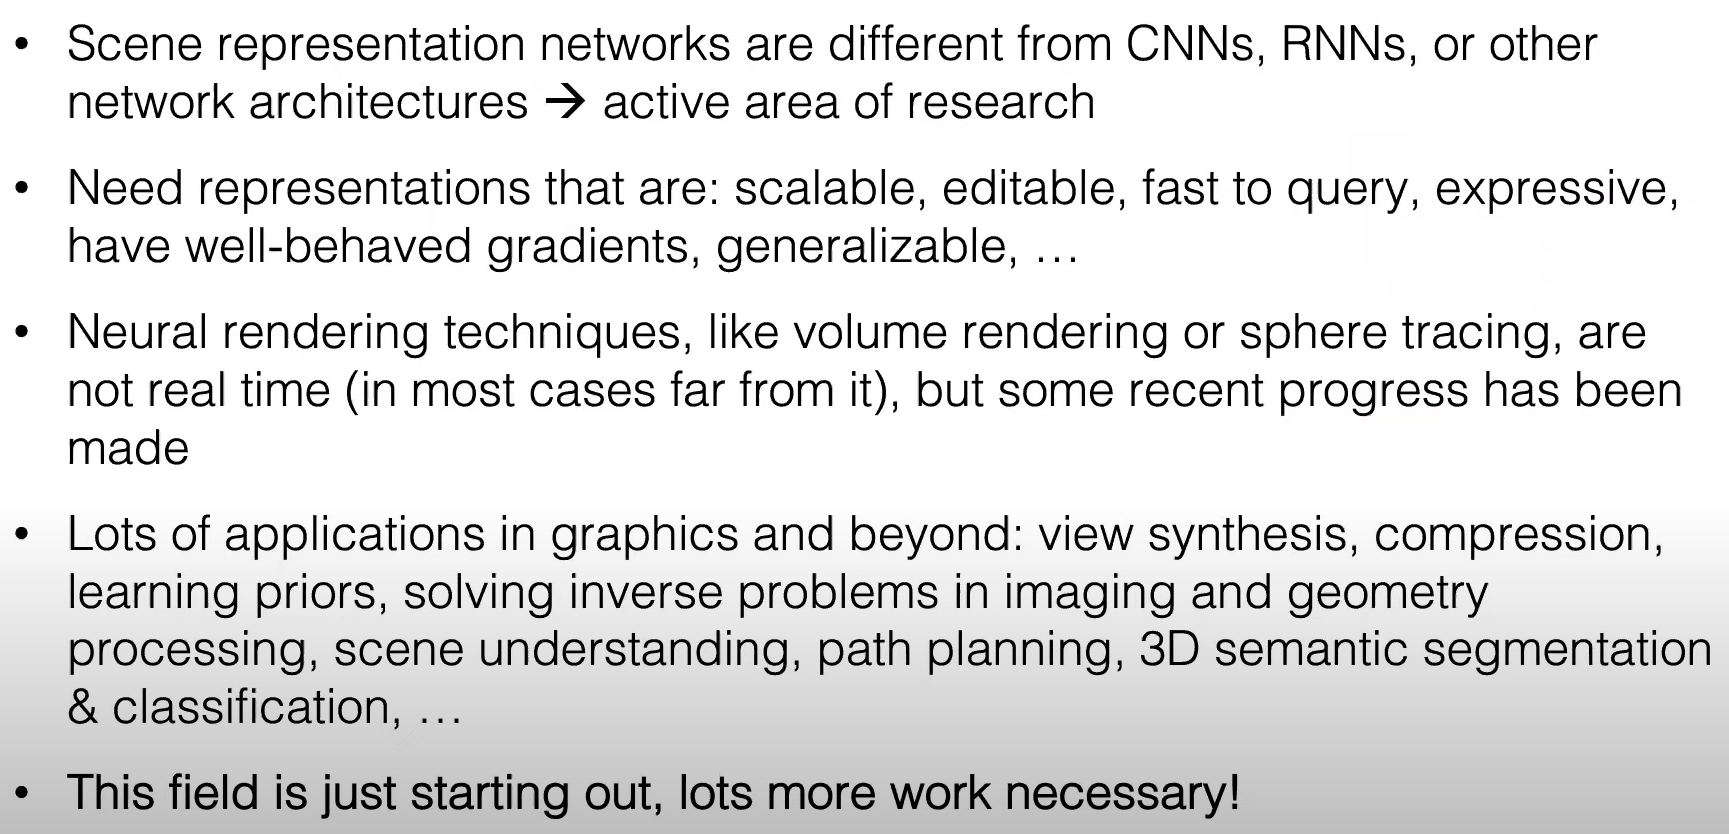 • Scene representation networks are different from CNNs, RNNs, or other
network architectures → active area of research
• Need representations that are: scalable, editable, fast to query, expressive,
have well-behaved gradients, generalizable, …
• Neural rendering techniques, like volume rendering or sphere tracing, are
not real time (in most cases far from it), but some recent progress has been
made
• Lots of applications in graphics and beyond: view synthesis, compression,
learning priors, solving inverse problems in imaging and geometry
processing, scene understanding, path planning, 3D semantic segmentation
& classification, …
• This field is just starting out, lots more work necessary!